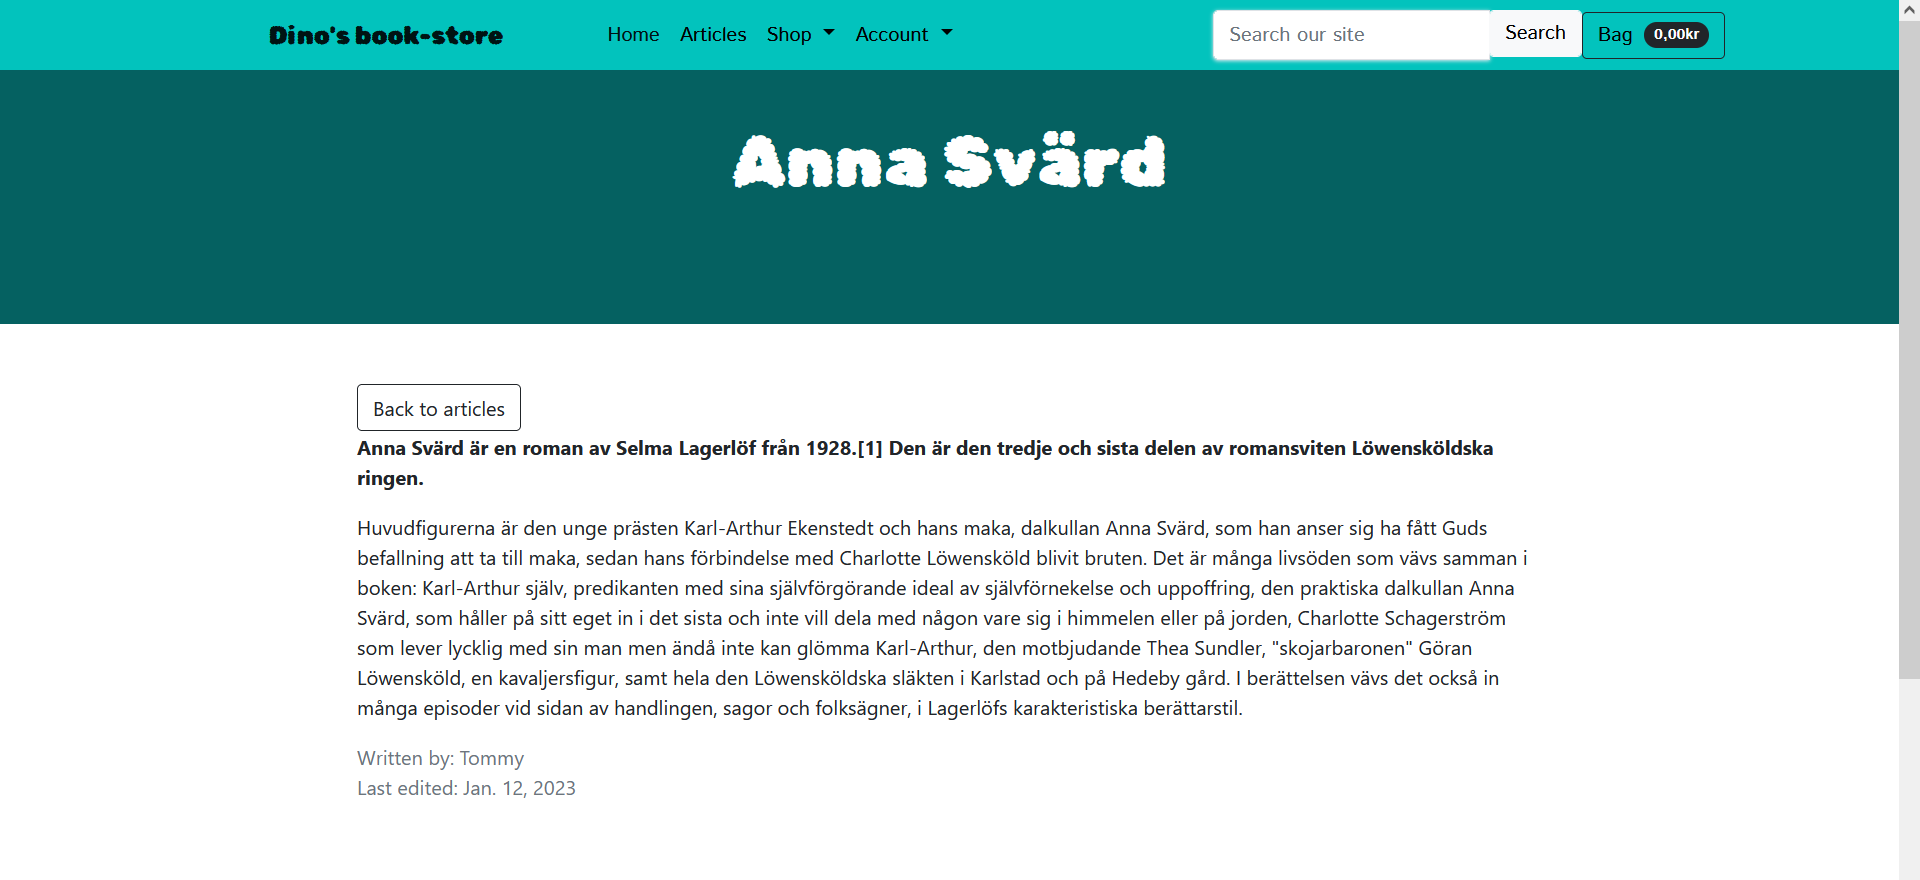 Dino's book-store Home Articles Shop Account Search our site Search Bag 0,00kr
Anna Svärd
Back to articles
Anna Svärd är en roman av Selma Lagerlöf från 1928.[1] Den är den tredje och sista delen av romansviten Löwensköldska
ringen.
Huvudfigurerna är den unge prästen Karl-Arthur Ekenstedt och hans maka, dalkullan Anna Svärd, som han anser sig ha fått Guds
befallning att ta till maka, sedan hans förbindelse med Charlotte Löwensköld blivit bruten. Det är många livsöden som vävs samman i
boken: Karl-Arthur själv, predikanten med sina självförgörande ideal av självförnekelse och uppoffring, den praktiska dalkullan Anna
Svärd, som håller på sitt eget in i det sista och inte vill dela med någon vare sig i himmelen eller på jorden, Charlotte Schagerström
som lever lycklig med sin man men ändå inte kan glömma Karl-Arthur, den motbjudande Thea Sundler, "skojarbaronen" Göran
Löwensköld, en kavaljersfigur, samt hela den Löwensköldska släkten i Karlstad och på Hedeby gård. I berättelsen vävs det också in
många episoder vid sidan av handlingen, sagor och folksägner, i Lagerlöfs karakteristiska berättarstil.
Written by: Tommy
Last edited: Jan. 12, 2023